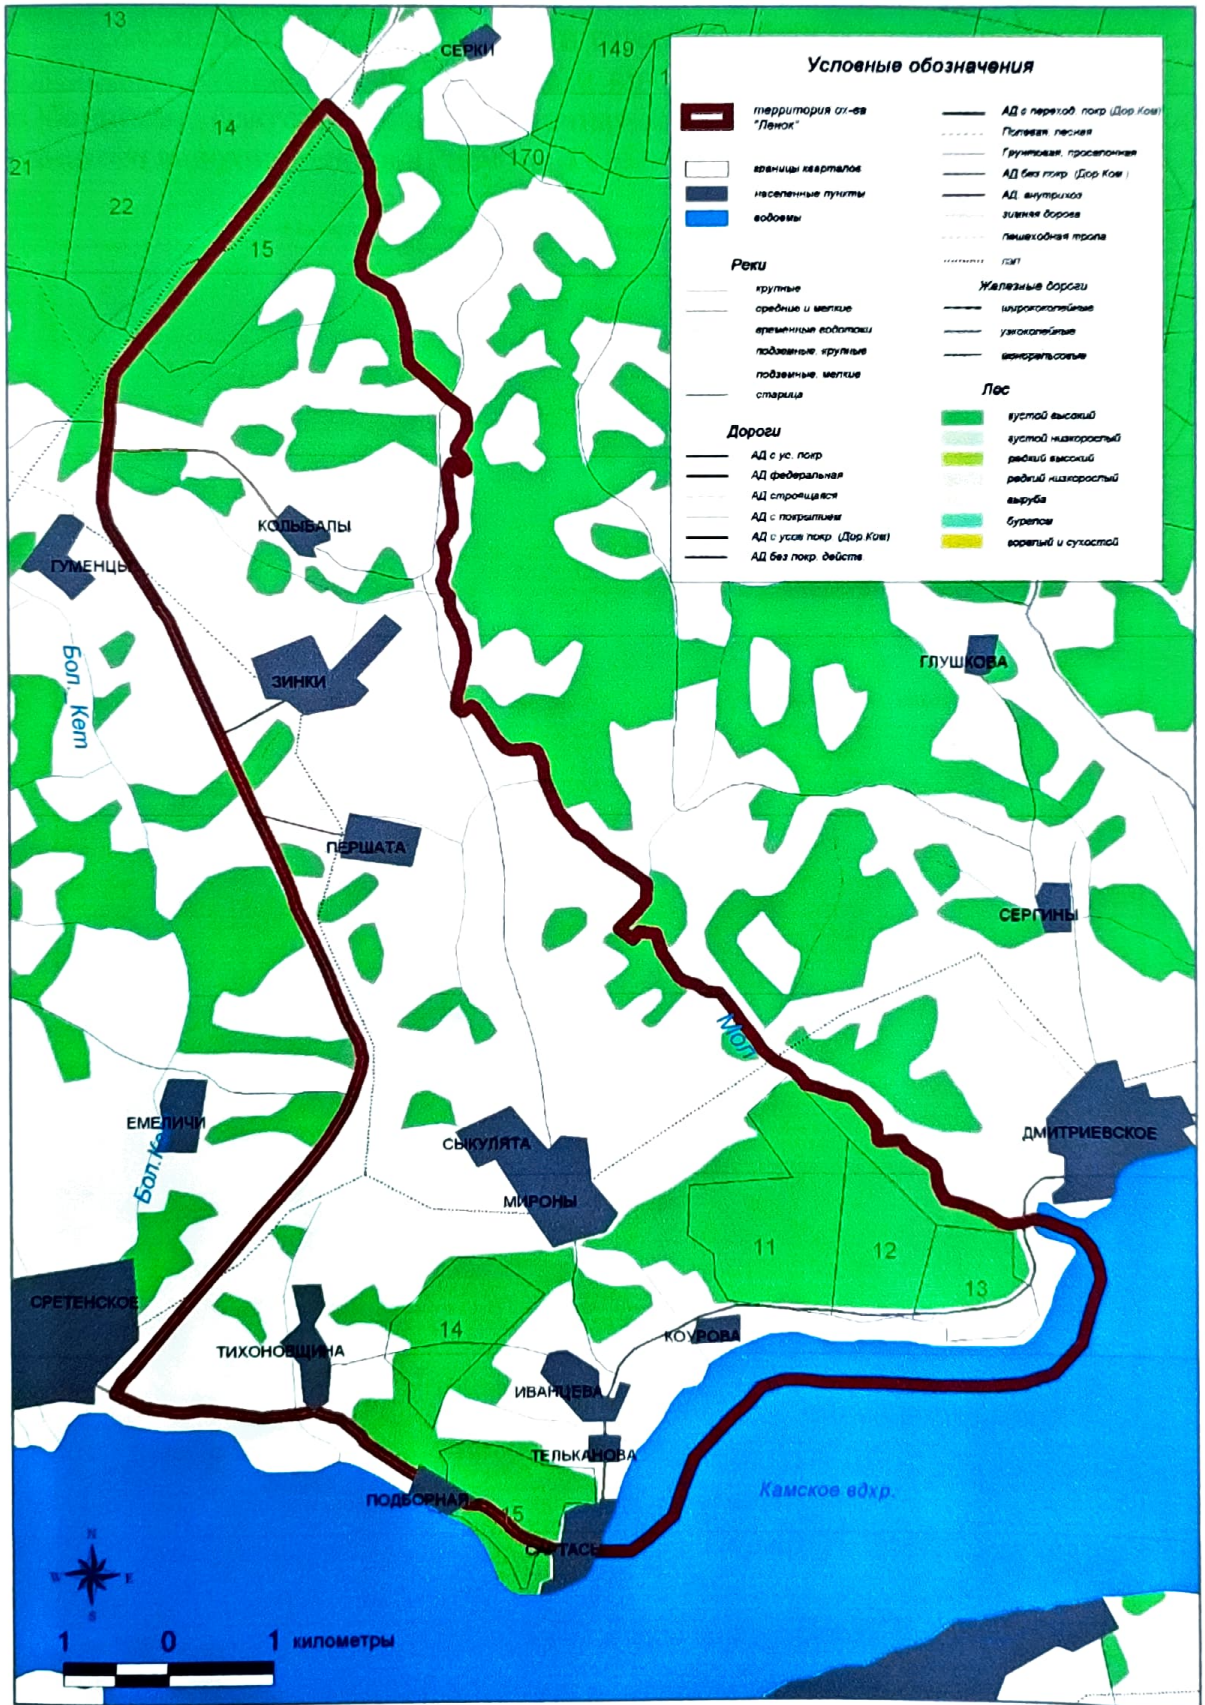 13
СЕРКИ
149
14
170
21
22
15
Условные обозначения
территория ох-ва
"Ленок"
границы кварталов
населенные пункты
водоемы
Реки
крупные
средние и мелкие
временные водотоки
подземные, крупные
подземные, мелкие
старица
Дороги
АД с ус. покр
АД федеральная
АД строящаяся
АД с покрытием
АД с усов покр. (Дор.Ком)
АД без покр. действ
АД с переход. покр (Дор.Ком)
Полевая, лесная
Грунтовая, проселочная
АД без покр. (Дор.Ком.)
АД, внутрихоз
зимняя дорога
пешеходная тропа
лэп
Железные дороги
ширококолейные
узкоколейные
монорельсовые
Лес
густой высокий
густой низкорослый
редкий высокий
редкий низкорослый
вырубка
бурелом
горелый и сухостой
КОЛЫБАЛЫ
ГУМЕНЦЫ
Бол._Кет
ЗИНКИ
ГЛУШКОВА
ПЕРШАТА
СЕРГИНЫ
Мол
ЕМЕЛИЧИ
СЫКУЛЯТА
ДМИТРИЕВСКОЕ
Бол.Ке
МИРОНЫ
11
12
13
СРЕТЕНСКОЕ
14
КОУРОВА
ТИХОНОВЩИНА
ИВАНЦЕВА
ТЕЛЬКАНОВА
ПОДБОРНАЯ
15
Камское вдхр.
N
W
E
S
1 0 1 километры